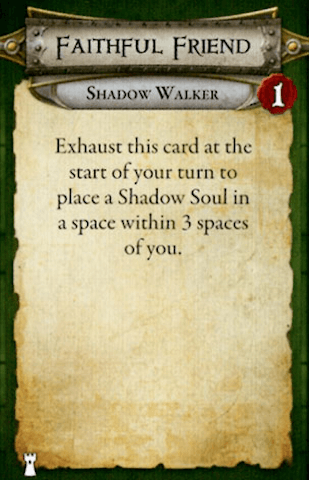 Faithful Friend
Shadow Walker
1
Exhaust this card at the
start of your turn to
place a Shadow Soul in
a space within 3 spaces
of you.